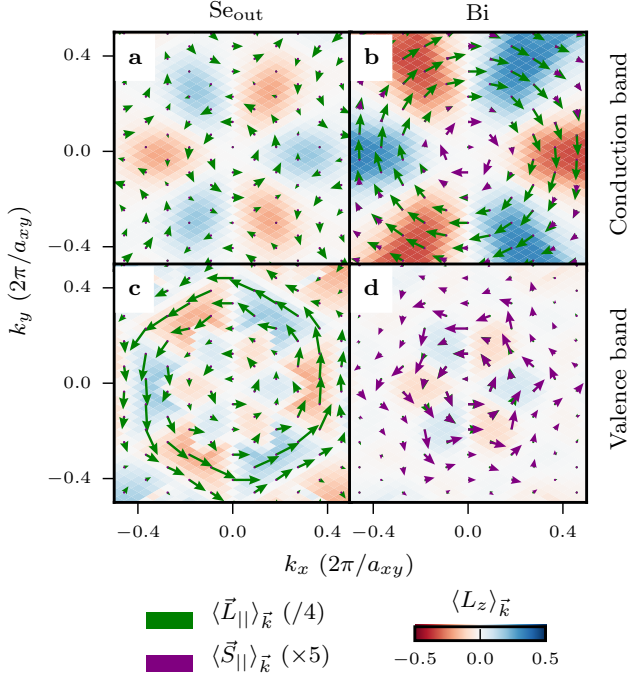 Se_out Bi
a b
0.4
0.0
−0.4
Conduction band
c d
0.4
0.0
−0.4
Valence band
k_y (2π/a_xy)
−0.4 0.0 0.4 −0.4 0.0 0.4
k_x (2π/a_xy)
⟨L⃗_||⟩_k⃗ (/4)
⟨S⃗_||⟩_k⃗ (×5)
⟨L_z⟩_k⃗
−0.5 0.0 0.5